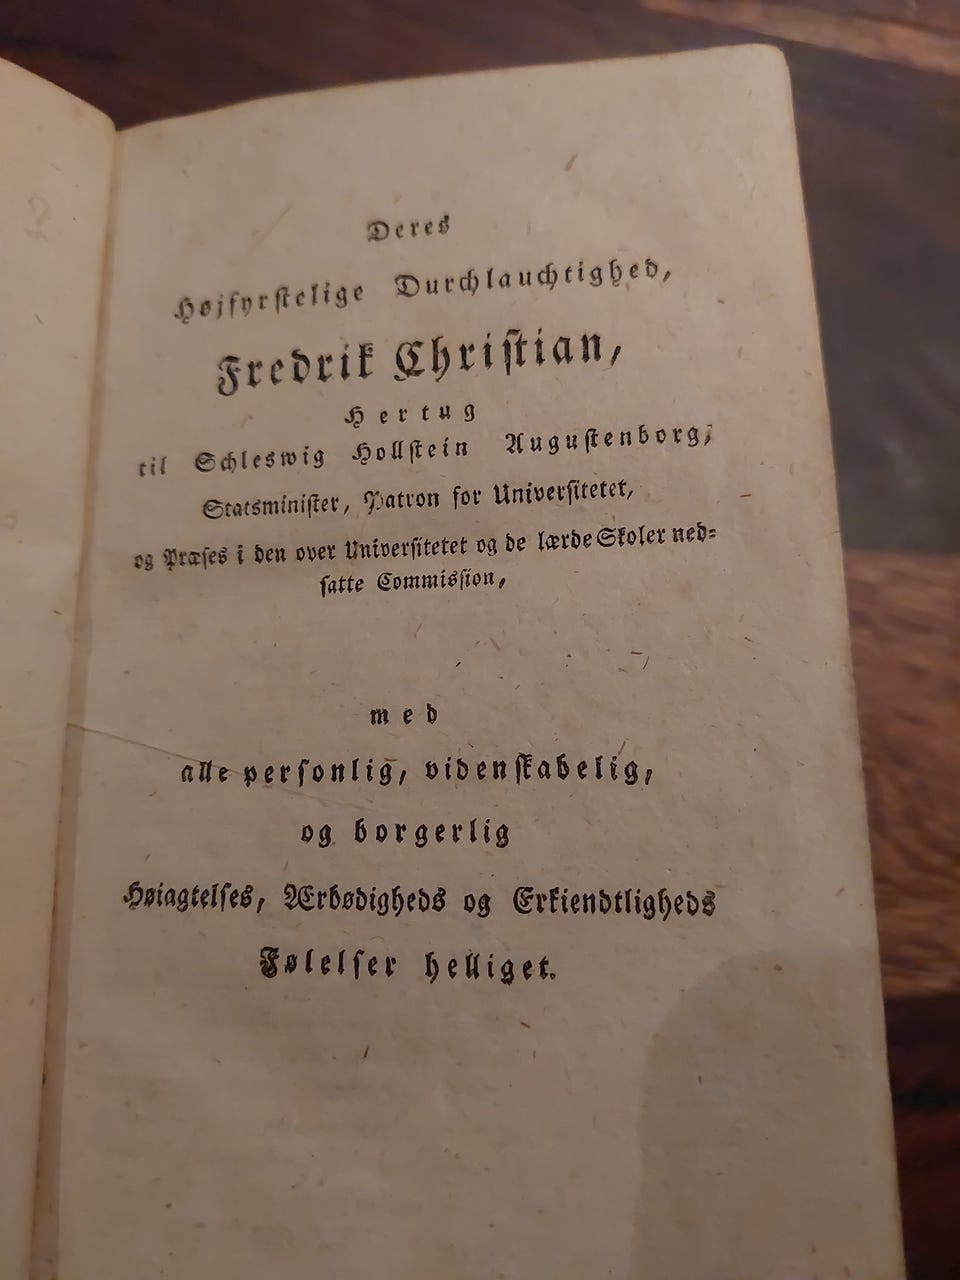 Deres
Højfyrstelige Durchlauchtighed,
Fredrik Christian,
Hertug
til Schleswig Hollstein Augustenborg,
Statsminister, Patron for Universitetet,
og Præses i den over Universitetet og de lærde Skoler ned-
satte Commission,
med
alle personlig, videnskabelig,
og borgerlig
Høiagtelses, Ærbødigheds og Erkiendtligheds
Følelser helliget.